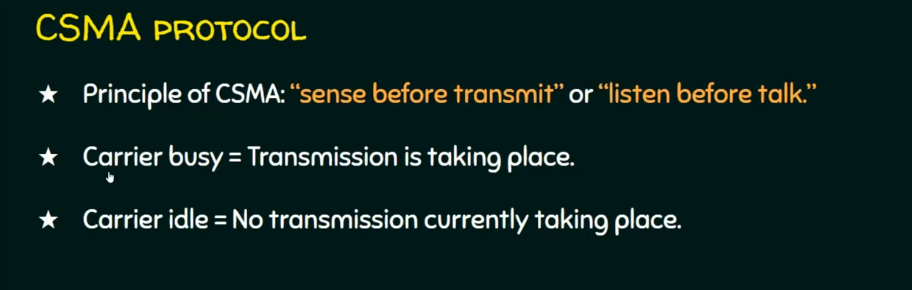 CSMA PROTOCOL
★ Principle of CSMA: “sense before transmit” or “listen before talk.”
★ Carrier busy = Transmission is taking place.
★ Carrier idle = No transmission currently taking place.